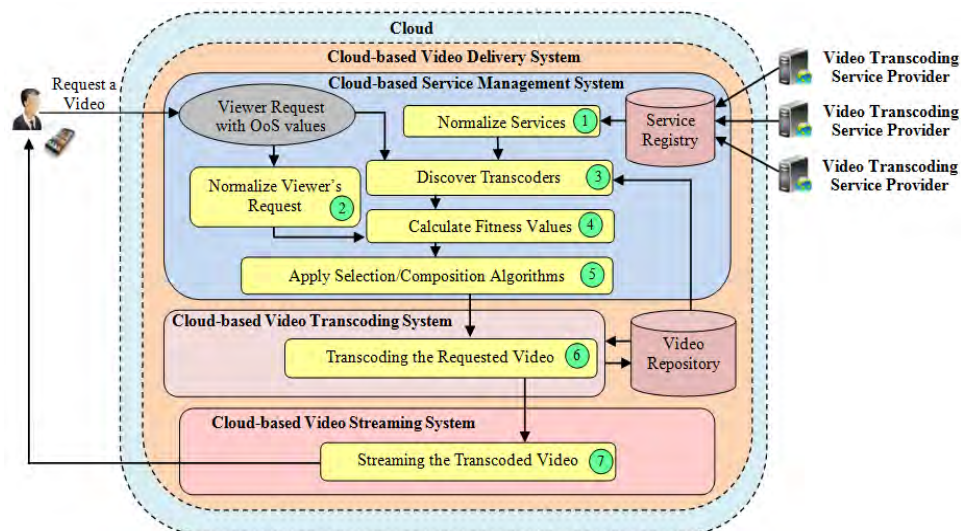 Cloud
Cloud-based Video Delivery System
Cloud-based Service Management System
Request a
Video
Viewer Request
with OoS values
Normalize Services
1
Service
Registry
Video Transcoding
Service Provider
Video Transcoding
Service Provider
Video Transcoding
Service Provider
Normalize Viewer's
Request
2
Discover Transcoders
3
Calculate Fitness Values
4
Apply Selection/Composition Algorithms
5
Cloud-based Video Transcoding System
Transcoding the Requested Video
6
Video
Repository
Cloud-based Video Streaming System
Streaming the Transcoded Video
7